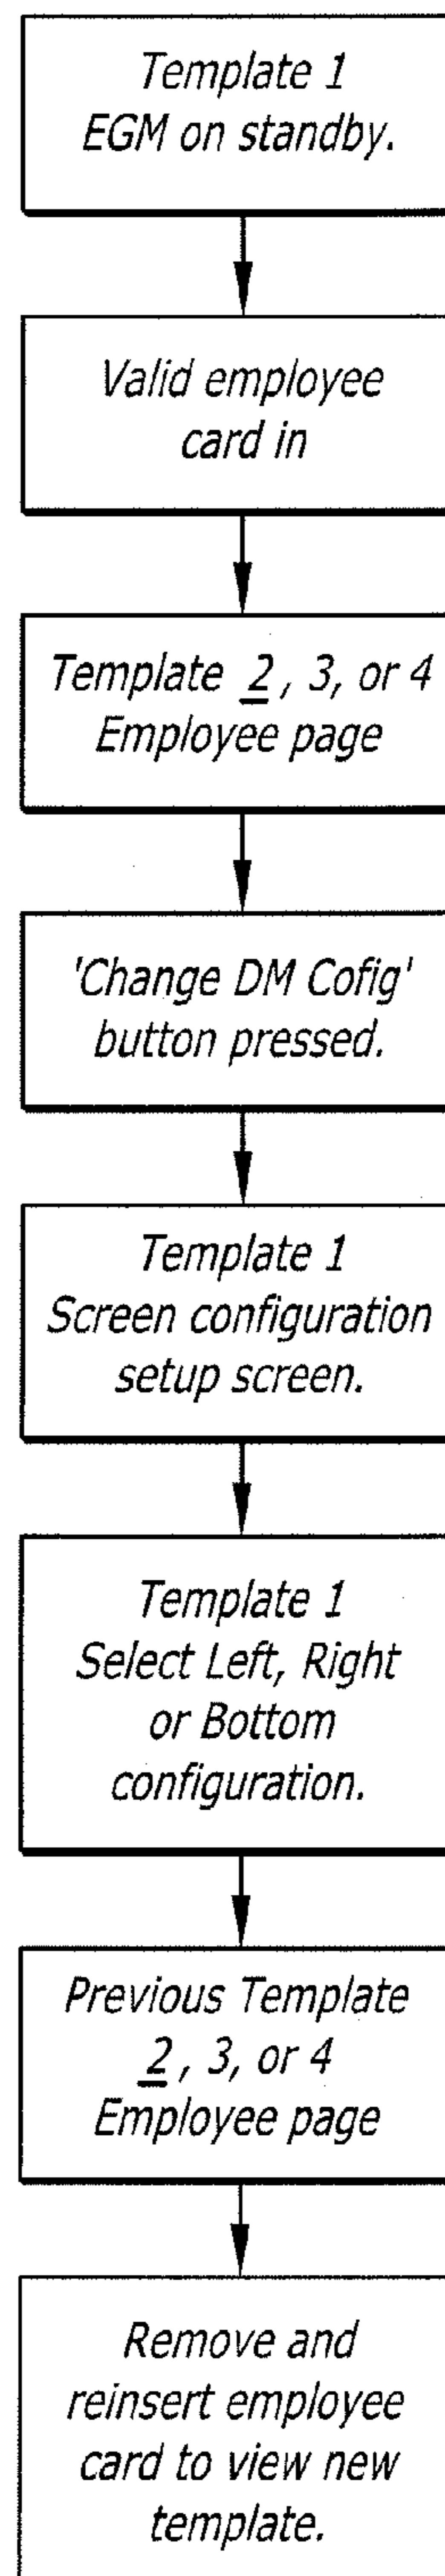 Template 1
EGM on standby.
Valid employee
card in
Template 2, 3, or 4
Employee page
'Change DM Cofig'
button pressed.
Template 1
Screen configuration
setup screen.
Template 1
Select Left, Right
or Bottom
configuration.
Previous Template
2, 3, or 4
Employee page
Remove and
reinsert employee
card to view new
template.